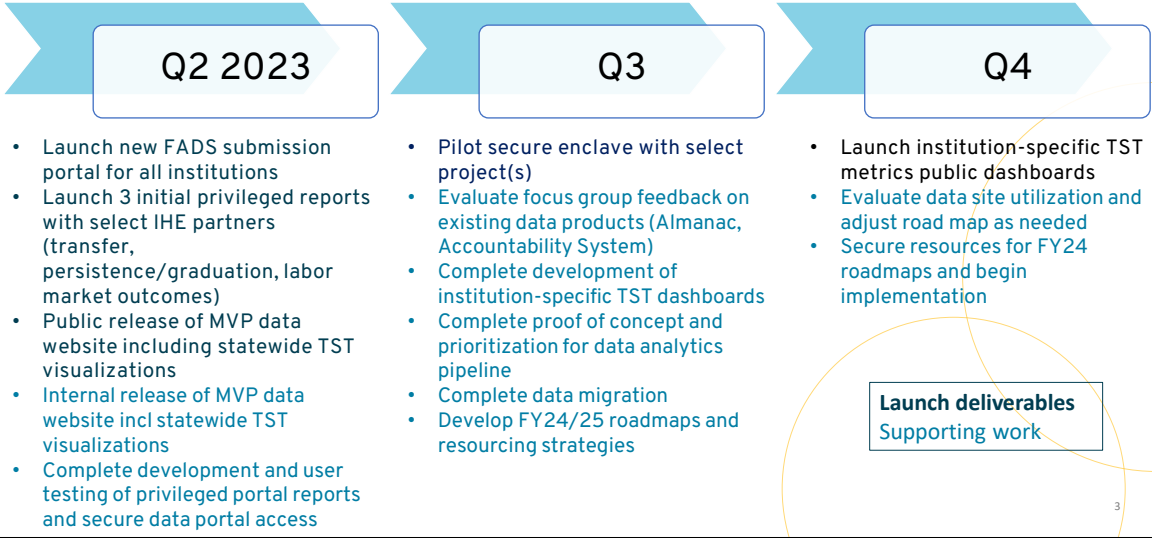 Q2 2023
• Launch new FADS submission
portal for all institutions
• Launch 3 initial privileged reports
with select IHE partners
(transfer,
persistence/graduation, labor
market outcomes)
• Public release of MVP data
website including statewide TST
visualizations
• Internal release of MVP data
website incl statewide TST
visualizations
• Complete development and user
testing of privileged portal reports
and secure data portal access
Q3
• Pilot secure enclave with select
project(s)
• Evaluate focus group feedback on
existing data products (Almanac,
Accountability System)
• Complete development of
institution-specific TST dashboards
• Complete proof of concept and
prioritization for data analytics
pipeline
• Complete data migration
• Develop FY24/25 roadmaps and
resourcing strategies
Q4
• Launch institution-specific TST
metrics public dashboards
• Evaluate data site utilization and
adjust road map as needed
• Secure resources for FY24
roadmaps and begin
implementation
Launch deliverables
Supporting work
3